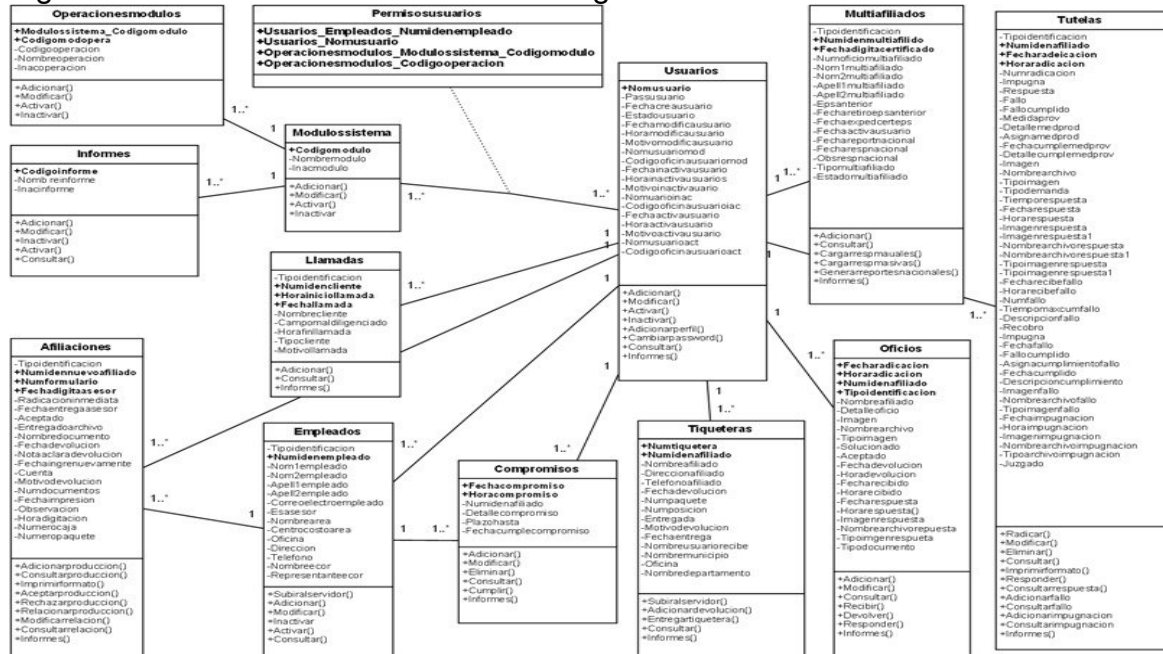 Operacionesmodulos
+Modulossistema_Codigomodulo
+Codigomodopera
-Codigooperacion
-Nombreoperacion
-Inacoperacion
+Adicionar()
+Modificar()
+Activar()
+Inactivar()
Permisosusuarios
+Usuarios_Empleados_Numidenempleado
+Usuarios_Nomusuario
+Operacionesmodulos_Modulossistema_Codigomodulo
+Operacionesmodulos_Codigooperacion
Informes
+Codigoinforme
-Nombreinforme
-Inacinforme
+Adicionar()
+Modificar()
+Inactivar()
+Activar()
+Consultar()
Modulossistema
+Codigomodulo
-Nombremodulo
-Inacmodulo
+Adicionar()
+Modificar()
+Activar()
+Inactivar
Usuarios
+Nomusuario
-Passusuario
-Fechacreausuario
-Estadousuario
-Fechamodificausuario
-Horamodificausuario
-Motivomodificausuario
-Nomusuariomod
-Codigooficinausuariomod
-Fechainactivausuario
-Horainactivausuarios
-Motivoinactivauario
-Nomuarioinac
-Codigooficinausuarioiac
-Fechaactivausuario
-Horaactivausuario
-Motivoactivausuario
-Nomusuarioact
-Codigooficinausuarioact
+Adicionar()
+Modificar()
+Activar()
+Inactivar()
+Adicionarperfil()
+Cambiarpassword()
+Consultar()
+Informes()
Multiafiliados
-Tipoidentificacion
+Numidenmultiafilido
+Fechadigitacertificado
-Numoficiomultiafiliado
-Nom1multiafiliado
-Nom2multiafiliado
-Apell1multiafiliado
-Apell2multiafiliado
-Epsanterior
-Fecharetiroepsanterior
-Fechaexpedcerteps
-Fechaactivausuario
-Fechareportnacional
-Fecharespnacional
-Obsrespnacional
-Tipomultiafiliado
-Estadomultiafiliado
+Adicionar()
+Consultar()
+Cargarrespmauales()
+Cargarrespmasivas()
+Generarreportesnacionales()
+Informes()
Tutelas
-Tipoidentificacion
+Numidenafiliado
+Fecharadeicacion
+Horaradicacion
-Numradicacion
-Impugna
-Respuesta
-Fallo
-Fallocumplido
-Medidaprov
-Detallemedprod
-Asignamedprod
-Fechacumplemedprov
-Detallecumplemedprov
-Imagen
-Nombrearchivo
-Tipoimagen
-Tipodemanda
-Tiemporespuesta
-Fecharespuesta
-Horarespuesta
-Imagenrespuesta
-Imagenrespuesta1
-Nombrearchivorespuesta
-Nombrearchivorespuesta1
-Tipoimagenrespuesta
-Tipoimagenrespuesta1
-Fecharecibefallo
-Horarecibefallo
-Numfallo
-Tiempomaxcumfallo
-Descripcionfallo
-Recobro
-Impugna
-Fechafallo
-Fallocumplido
-Asignacumplimientofallo
-Fechacumplido
-Descripcioncumplimiento
-Imagenfallo
-Nombrearchivofallo
-Tipoimagenfallo
-Fechaimpugnacion
-Horaimpugnacion
-Imagenimpugnacion
-Nombrearchivoimpugnacion
-Tipoarchivoimpugnacion
-Juzgado
+Radicar()
+Modificar()
+Eliminar()
+Consultar()
+Imprimirformato()
+Responder()
+Consultarrespuesta()
+Adicionarfallo
+Consultarfallo
+Adicionarimpugnacion
+Consultarimpugnacion
+Informes()
Llamadas
-Tipoidentificacion
+Numidencliente
+Horainiciollamada
+Fechallamada
-Nombrecliente
-Campomaldiligenciado
-Horafinllamada
-Tipocliente
-Motivollamada
+Adicionar()
+Consultar()
+Informes()
Afiliaciones
-Tipoidentificacion
+Numidennuevoafiliado
+Numformulario
+Fechadigitaasesor
-Radicacioninmediata
-Fechaentregaasesor
-Aceptado
-Entregadoarchivo
-Nombredocumento
-Fechadevolucion
-Notaaclaradevolucion
-Fechaingrenuevamente
-Cuenta
-Motivodevolucion
-Numdocumentos
-Fechaimpresion
-Observacion
-Horadigitacion
-Numerocaja
-Numeropaquete
+Adicionarproduccion()
+Consultarproduccion()
+Imprimirformato()
+Aceptarproduccion()
+Rechazarproduccion()
+Relacionarproduccion()
+Modificarrelacion()
+Consultarrelacion()
+Informes()
Empleados
-Tipoidentificacion
+Numidenempleado
-Nom1empleado
-Nom2empleado
-Apell1empleado
-Apell2empleado
-Correoelectroempleado
-Esasesor
-Nombrearea
-Centrocostoarea
-Oficina
-Direccion
-Telefono
-Nombreecor
-Representanteecor
+Subiralservidor()
+Adicionar()
+Modificar()
+Inactivar
+Activar()
+Consultar()
Compromisos
+Fechacompromiso
+Horacompromiso
-Numidenafiliado
-Detallecompromiso
-Plazohasta
-Fechacumplecompromiso
+Adicionar()
+Modificar()
+Eliminar()
+Consultar()
+Cumplir()
+Informes()
Tiqueteras
+Numtiquetera
+Numidenafiliado
-Nombreafiliado
-Direccionafiliado
-Telefonoafiliado
-Fechadevolucion
-Numpaquete
-Numposicion
-Entregada
-Motivodevolucion
-Fechaentrega
-Nombreusuariorecibe
-Nombremunicipio
-Oficina
-Nombredepartamento
+Subiralservidor()
+Adicionardevolucion()
+Entregartiquetera()
+Consultar()
+Informes()
Oficios
+Fecharadicacion
+Horaradicacion
+Numidenafiliado
+Tipoidentificacion
-Nombreafiliado
-Detalleoficio
-Imagen
-Nombrearchivo
-Tipoimagen
-Solucionado
-Aceptado
-Fechadevolucion
-Horadevolucion
-Fecharecibido
-Horarecibido
-Fecharespuesta
-Horarespuesta()
-Imagenrespuesta
-Nombrearchivorepuesta
-Tipoimgenrespueta
-Tipodocumento
+Adicionar()
+Modificar()
+Consultar()
+Recibir()
+Devolver()
+Responder()
+Informes()